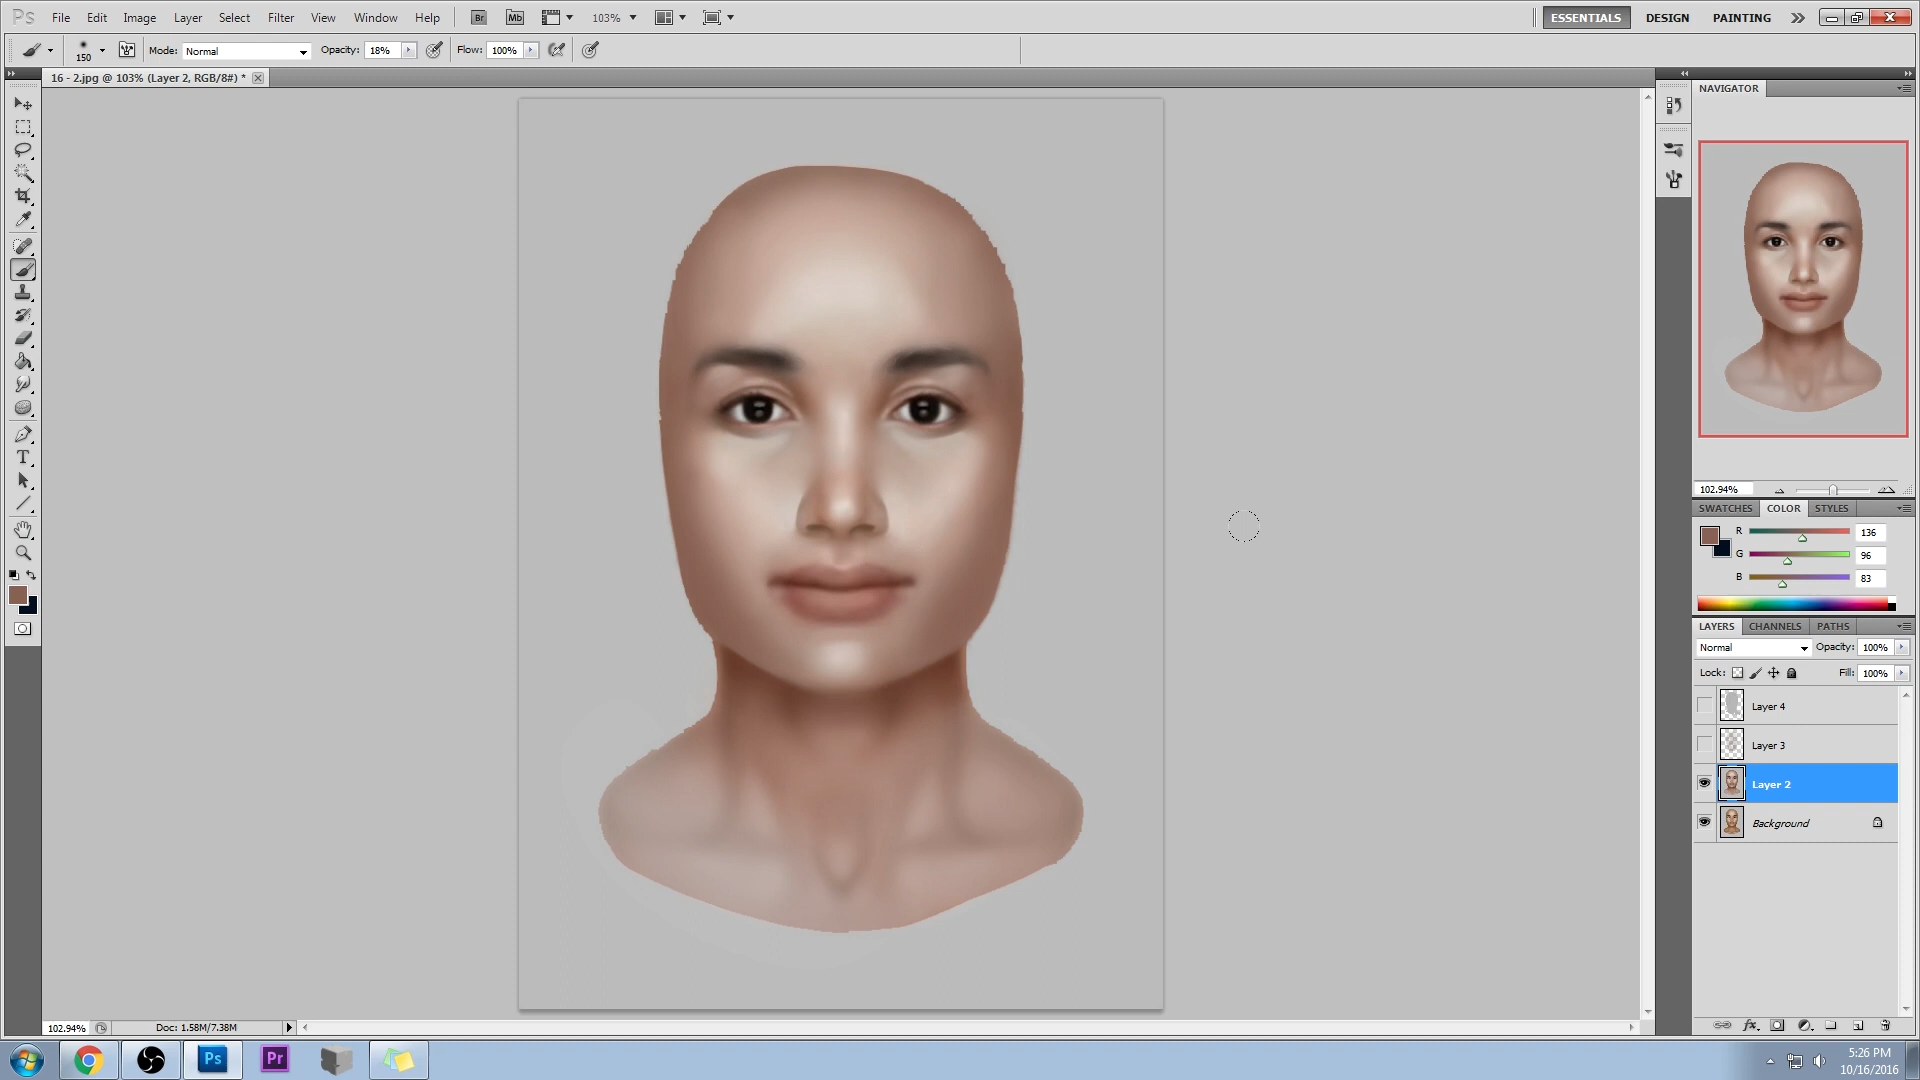 Ps File Edit Image Layer Select Filter View Window Help Br Mb 103% ESSENTIALS DESIGN PAINTING
150 Mode: Normal Opacity: 18% Flow: 100%
16 - 2.jpg @ 103% (Layer 2, RGB/8#) *
NAVIGATOR
T
102.94%
SWATCHES COLOR STYLES
R 136
G 96
B 83
LAYERS CHANNELS PATHS
Normal Opacity: 100%
Lock: Fill: 100%
Layer 4
Layer 3
Layer 2
Background
fx
102.94% Doc: 1.58M/7.38M
Ps Pr
5:26 PM
10/16/2016